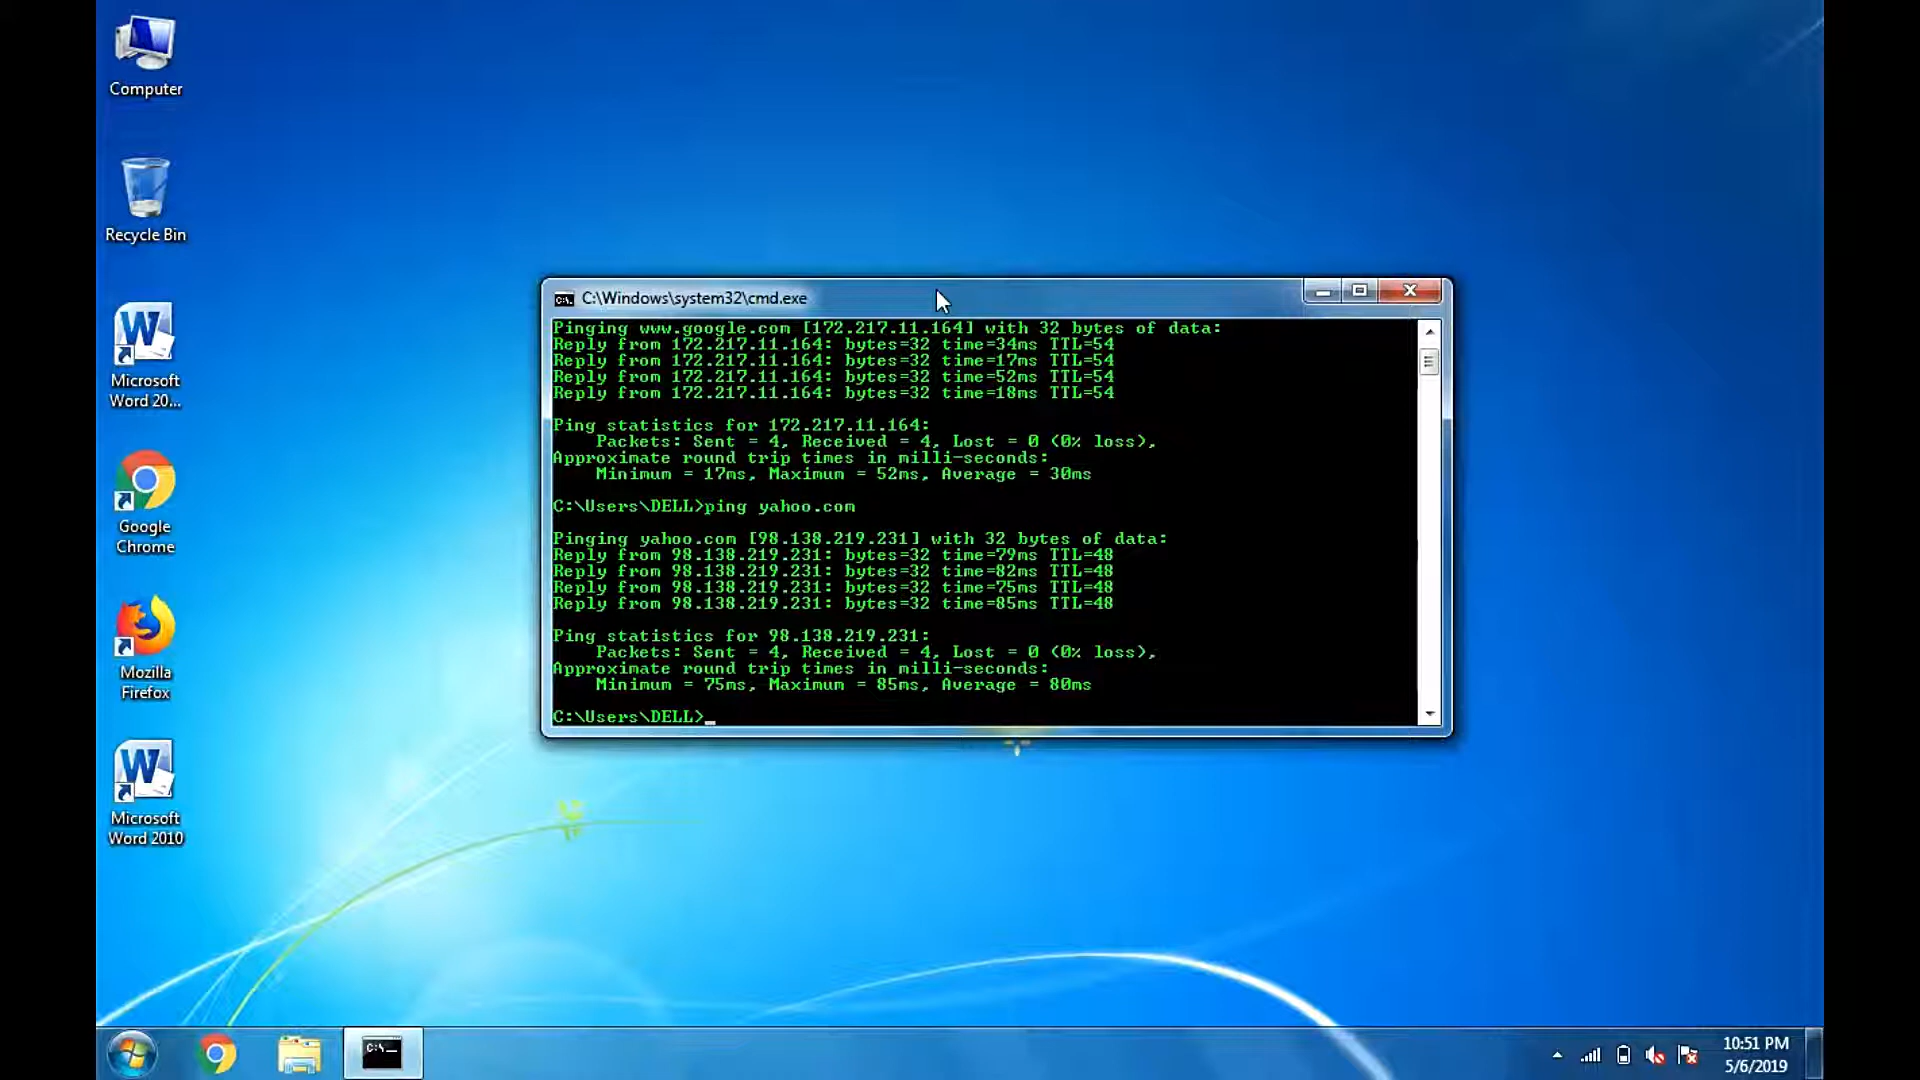 Computer
Recycle Bin
Microsoft
Word 20...
Google
Chrome
Mozilla
Firefox
Microsoft
Word 2010
C:\Windows\system32\cmd.exe
Pinging www.google.com [172.217.11.164] with 32 bytes of data:
Reply from 172.217.11.164: bytes=32 time=34ms TTL=54
Reply from 172.217.11.164: bytes=32 time=17ms TTL=54
Reply from 172.217.11.164: bytes=32 time=52ms TTL=54
Reply from 172.217.11.164: bytes=32 time=18ms TTL=54
Ping statistics for 172.217.11.164:
Packets: Sent = 4, Received = 4, Lost = 0 (0% loss),
Approximate round trip times in milli-seconds:
Minimum = 17ms, Maximum = 52ms, Average = 30ms
C:\Users\DELL>ping yahoo.com
Pinging yahoo.com [98.138.219.231] with 32 bytes of data:
Reply from 98.138.219.231: bytes=32 time=79ms TTL=48
Reply from 98.138.219.231: bytes=32 time=82ms TTL=48
Reply from 98.138.219.231: bytes=32 time=75ms TTL=48
Reply from 98.138.219.231: bytes=32 time=85ms TTL=48
Ping statistics for 98.138.219.231:
Packets: Sent = 4, Received = 4, Lost = 0 (0% loss),
Approximate round trip times in milli-seconds:
Minimum = 75ms, Maximum = 85ms, Average = 80ms
C:\Users\DELL>_
10:51 PM
5/6/2019